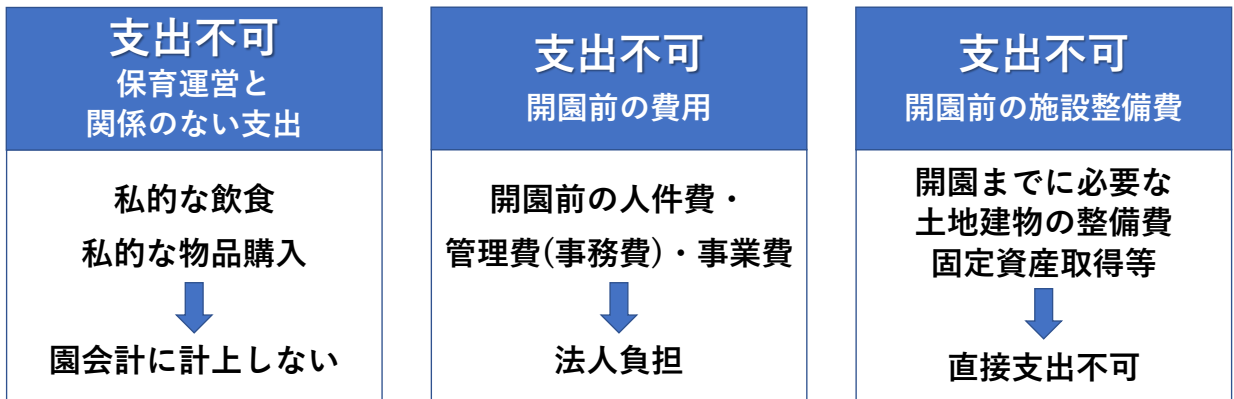 支出不可
保育運営と
関係のない支出
私的な飲食
私的な物品購入
園会計に計上しない
支出不可
開園前の費用
開園前の人件費・
管理費(事務費)・事業費
法人負担
支出不可
開園前の施設整備費
開園までに必要な
土地建物の整備費
固定資産取得等
直接支出不可